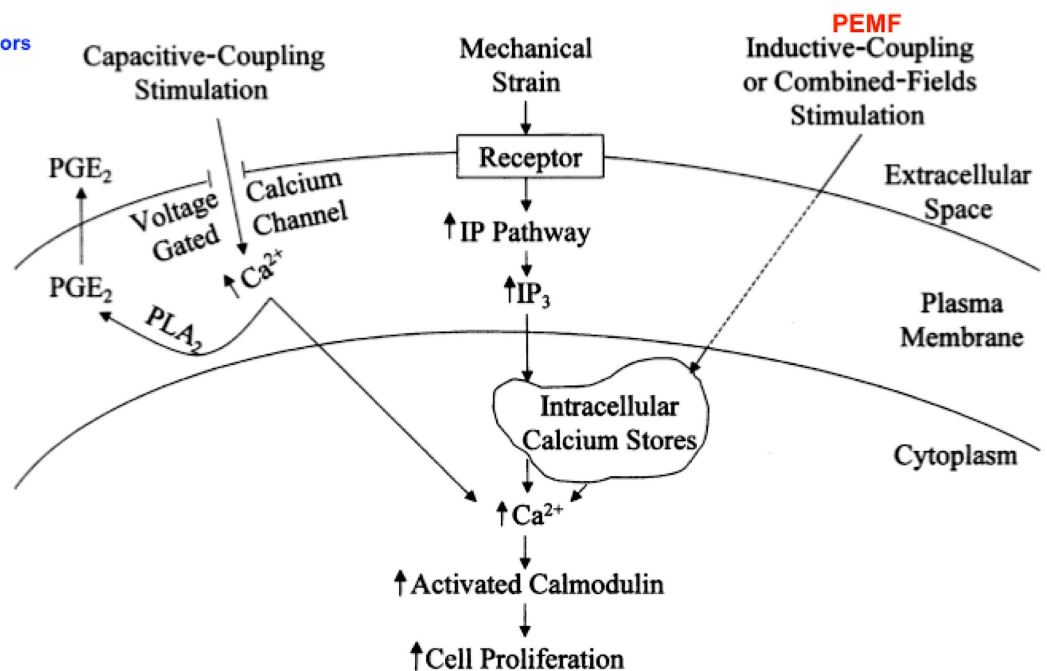 ors
Capacitive-Coupling
Stimulation
Mechanical
Strain
PEMF
Inductive-Coupling
or Combined-Fields
Stimulation
Receptor
PGE₂
Voltage
Gated
Calcium
Channel
Extracellular
Space
↑IP Pathway
↑Ca²⁺
PGE₂
PLA₂
↑IP₃
Plasma
Membrane
Intracellular
Calcium Stores
Cytoplasm
↑Ca²⁺
↑Activated Calmodulin
↑Cell Proliferation